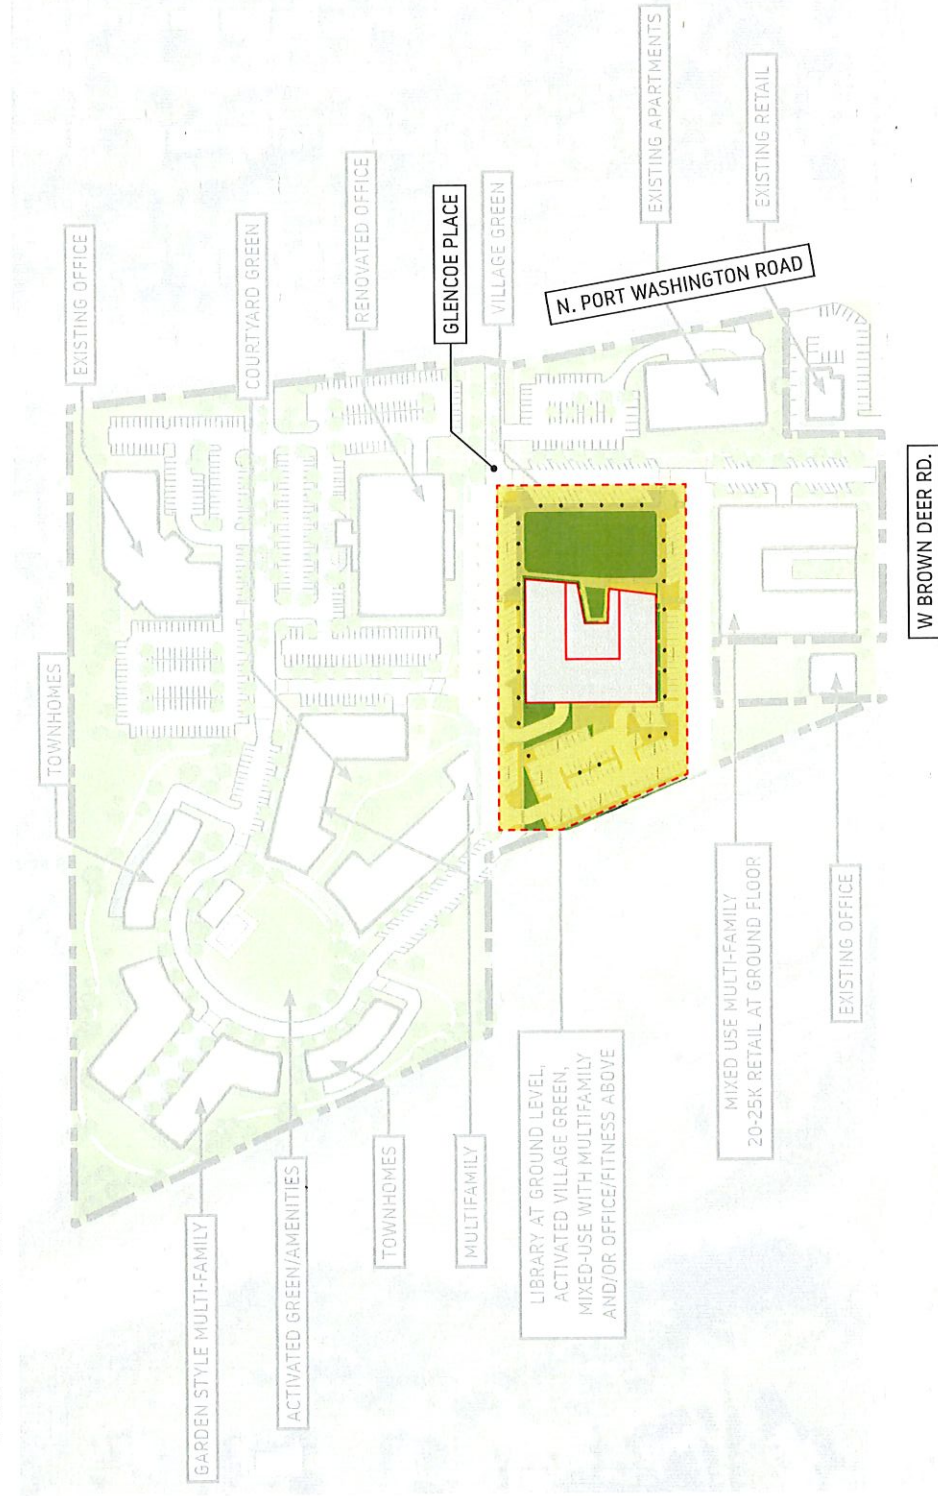 EXISTING OFFICE
COURTYARD GREEN
RENOVATED OFFICE
GLENCOE PLACE
VILLAGE GREEN
N. PORT WASHINGTON ROAD
EXISTING APARTMENTS
EXISTING RETAIL
TOWNHOMES
W BROWN DEER RD.
GARDEN STYLE MULTI-FAMILY
ACTIVATED GREEN/AMENITIES
TOWNHOMES
MULTIFAMILY
LIBRARY AT GROUND LEVEL,
ACTIVATED VILLAGE GREEN,
MIXED-USE WITH MULTIFAMILY
AND/OR OFFICE/FITNESS ABOVE
MIXED USE MULTI-FAMILY
20-25K RETAIL AT GROUND FLOOR
EXISTING OFFICE